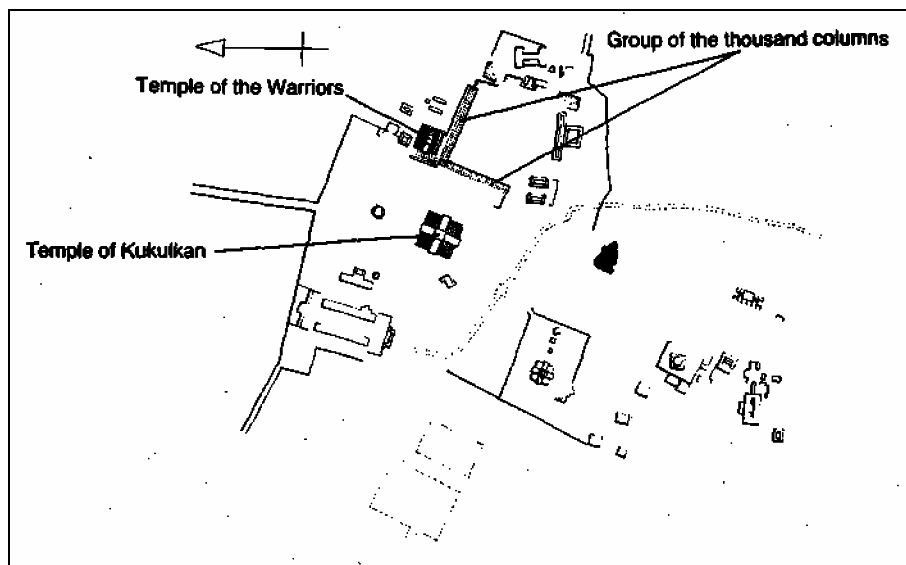 Group of the thousand columns
Temple of the Warriors
Temple of Kukulkan